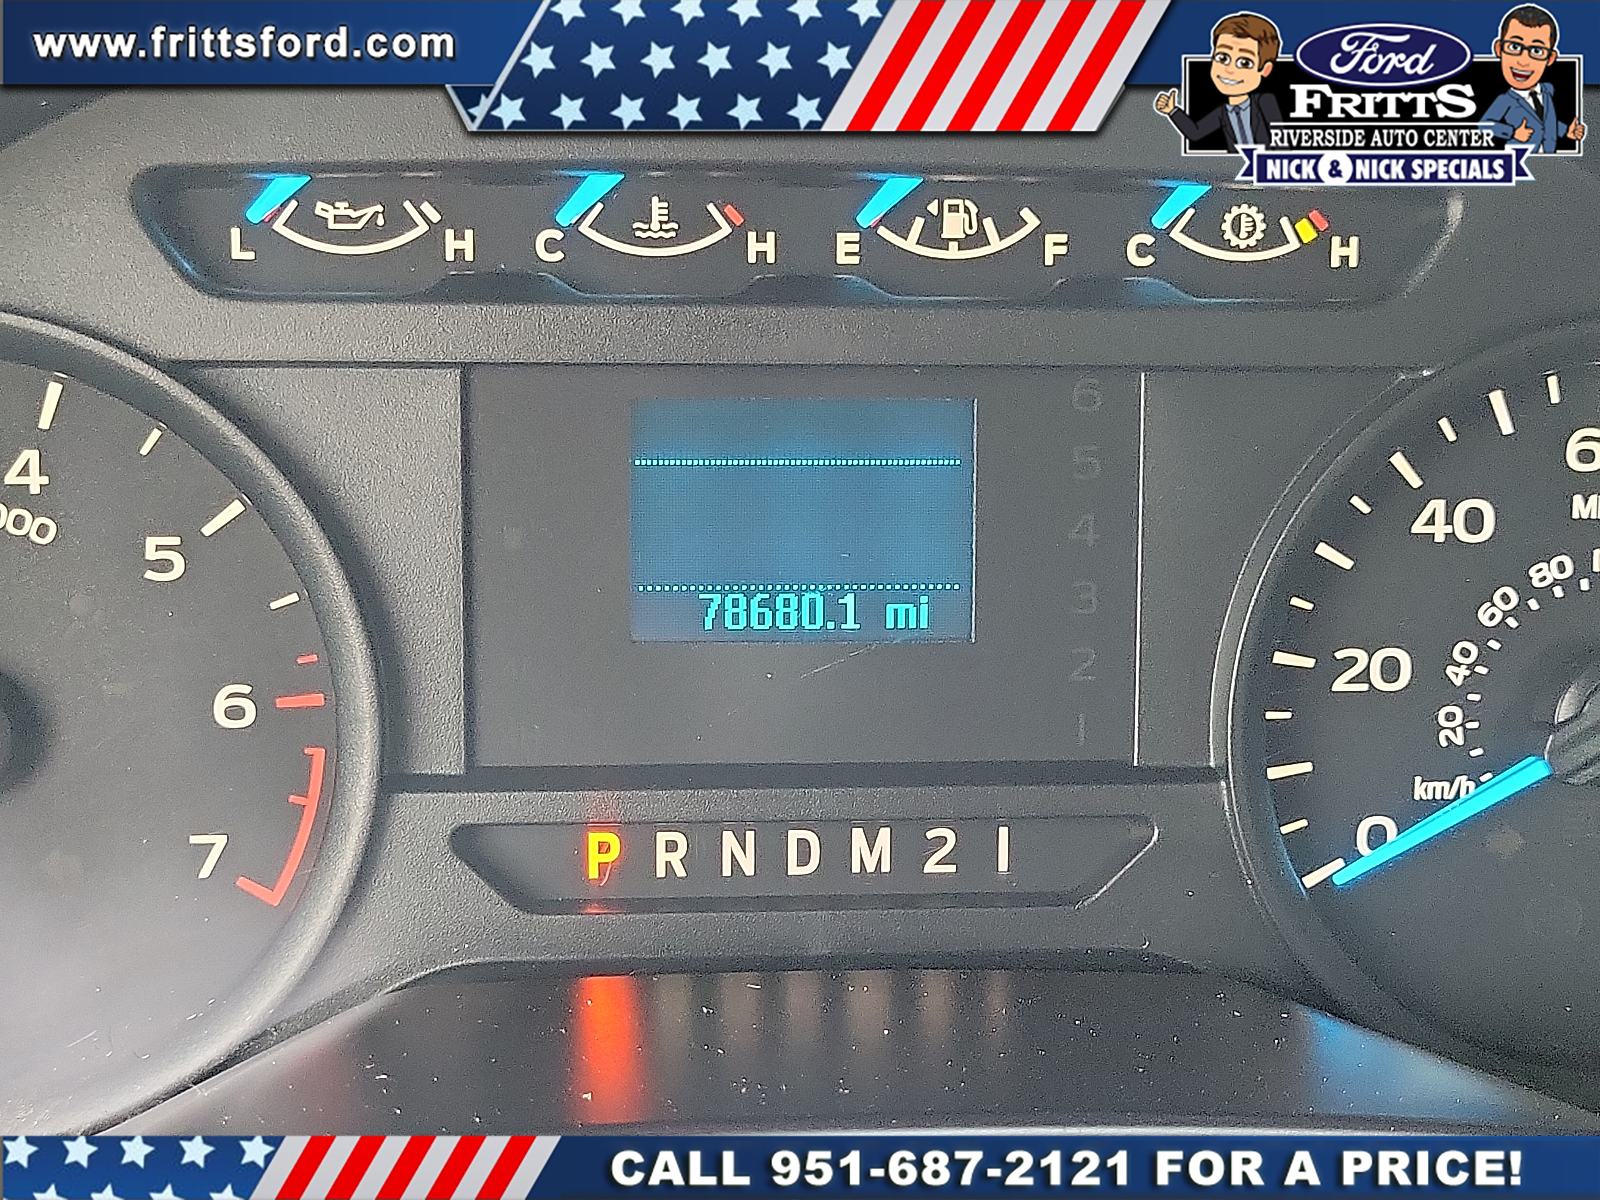 www.frittsford.com
Ford
FRITTS
RIVERSIDE AUTO CENTER
NICK & NICK SPECIALS
L H C H E F C H
4
000
5
6
7
6
5
4
3
2
1
78680.1 mi
P R N D M 2 1
6
40
20
0
80
60
40
20
km/h
CALL 951-687-2121 FOR A PRICE!